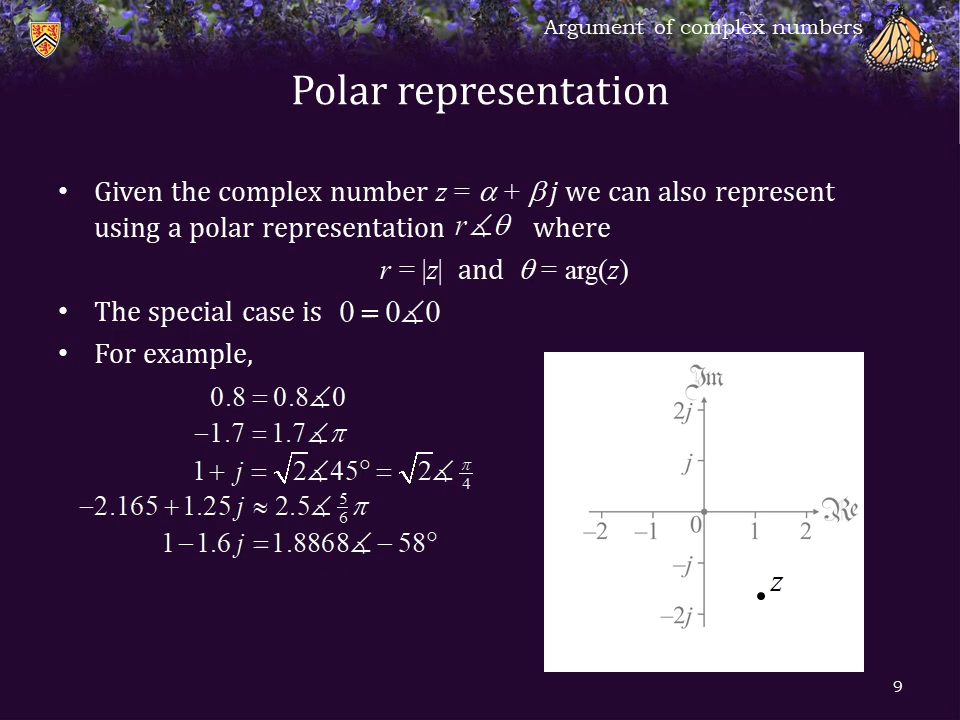 Argument of complex numbers
Polar representation
• Given the complex number z = α + βj we can also represent
using a polar representation r∡θ where
r = |z| and θ = arg(z)
• The special case is 0 = 0∡0
• For example,
0.8 = 0.8∡0
−1.7 = 1.7∡π
1 + j = √2∡45° = √2∡ π/4
−2.165 + 1.25j ≈ 2.5∡ 5/6 π
1 − 1.6j = 1.8868∡ − 58°
ℑm
2j
j
−2 −1 0 1 2 ℜe
−j
z
−2j
9